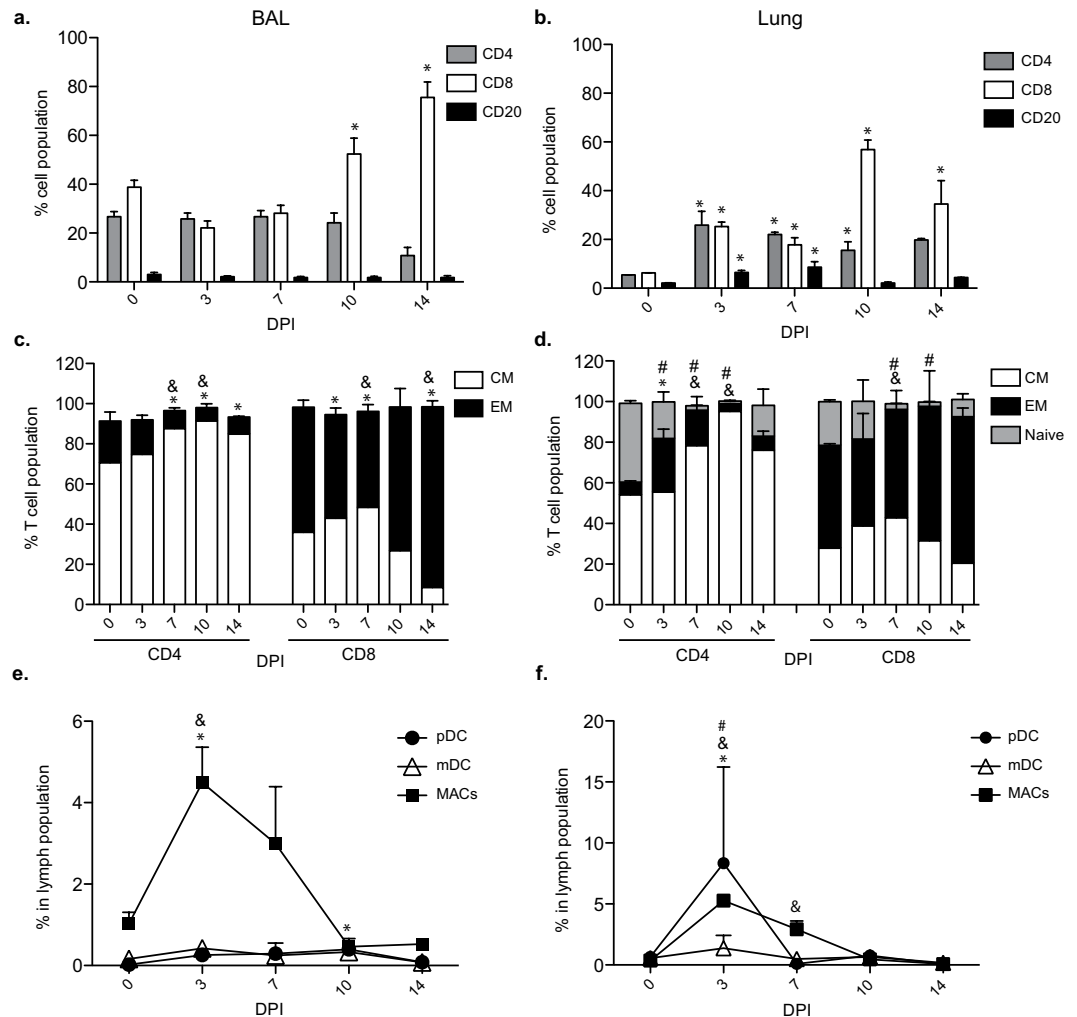 a.
BAL
% cell population
100
80
60
40
20
0
*
*
CD4
CD8
CD20
0
3
7
10
14
DPI
b.
Lung
% cell population
100
80
60
40
20
0
* *
*
*
*
*
*
*
*
CD4
CD8
CD20
0
3
7
10
14
DPI
c.
% T cell population
120
100
80
60
40
20
0
&
*
&
*
*
*
&
*
&
*
CM
EM
0
3
7
10
14
0
3
7
10
14
CD4
DPI
CD8
d.
% T cell population
120
100
80
60
40
20
0
#
*
#
&
#
&
#
&
#
CM
EM
Naive
0
3
7
10
14
0
3
7
10
14
CD4
DPI
CD8
e.
% in lymph population
6
4
2
0
&
*
*
pDC
mDC
MACs
0
3
7
10
14
DPI
f.
% in lymph population
20
15
10
5
0
#
&
*
&
pDC
mDC
MACs
0
3
7
10
14
DPI